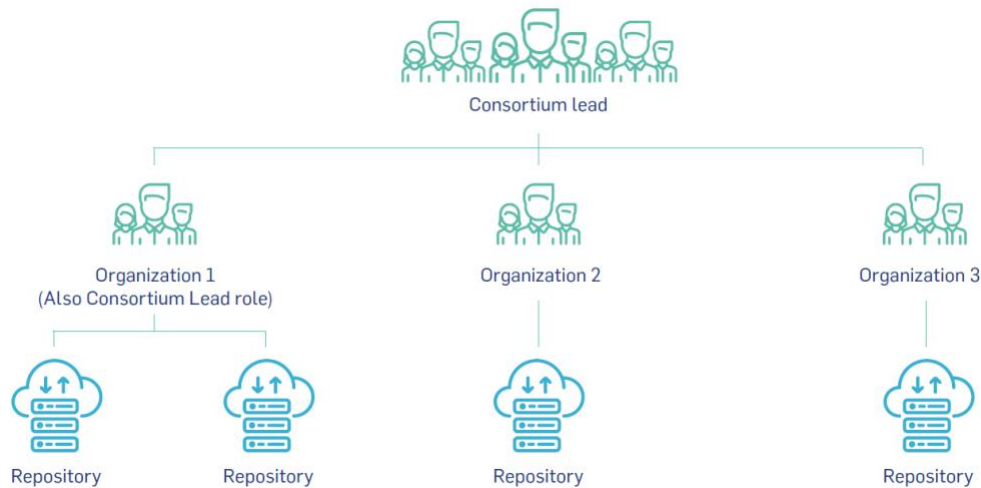 Consortium lead
Organization 1
(Also Consortium Lead role)
Organization 2
Organization 3
Repository
Repository
Repository
Repository